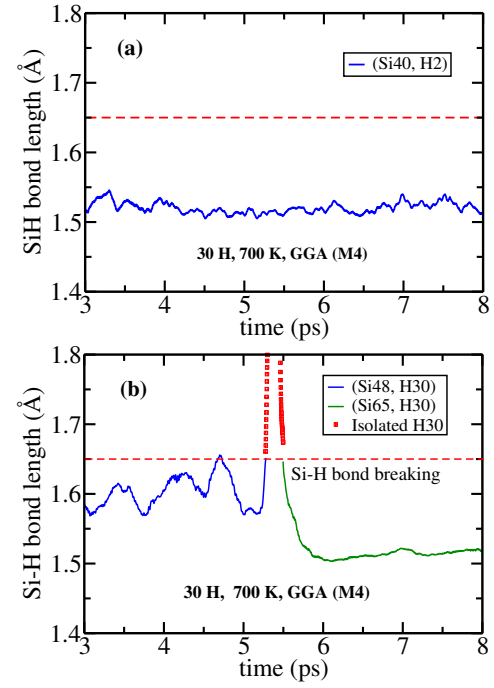 1.8
(a)
(Si40, H2)
1.7
1.6
1.5
30 H, 700 K, GGA (M4)
1.4
3 4 5 6 7 8
time (ps)
SiH bond length (Å)
1.8
(b)
(Si48, H30)
(Si65, H30)
Isolated H30
1.7
Si-H bond breaking
1.6
1.5
30 H, 700 K, GGA (M4)
1.4
3 4 5 6 7 8
time (ps)
Si-H bond length (Å)